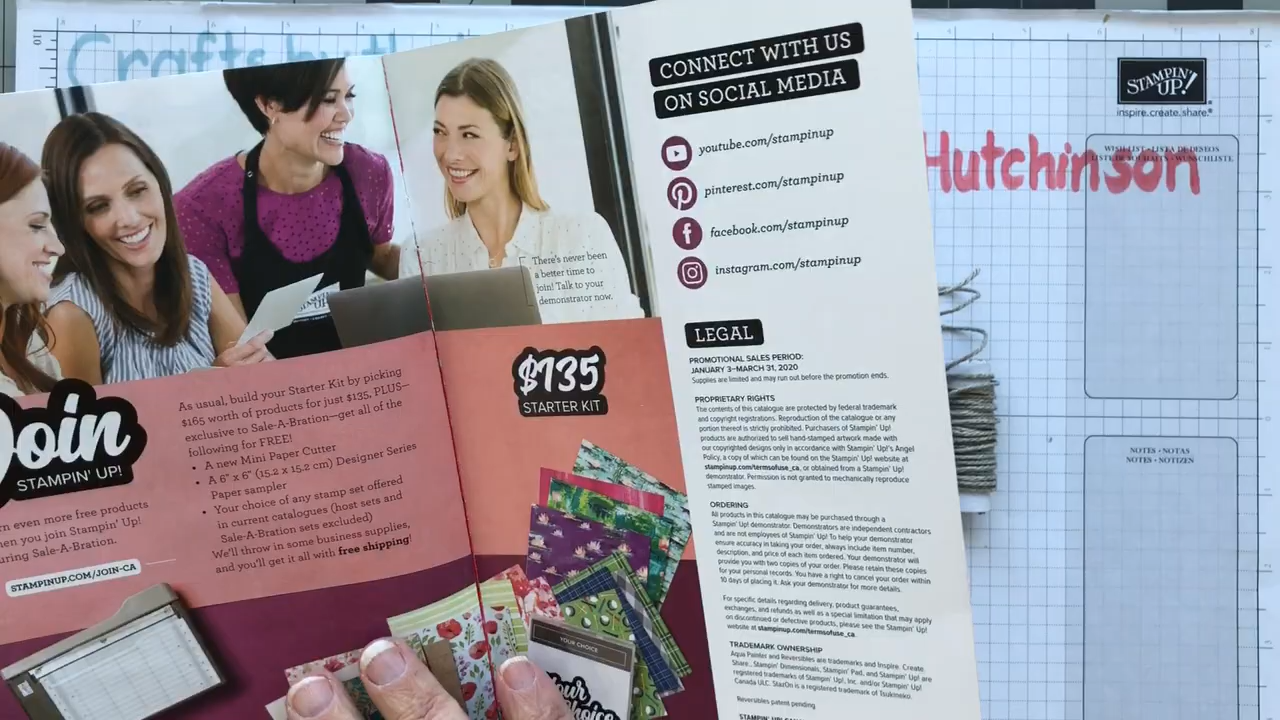 Crafts by
Hutchinson
STAMPIN' UP!
inspire.create.share.®
WISH LIST • LISTA DE DESEOS
LISTE DE SOUHAITS • WUNSCHLISTE
NOTES • NOTAS
NOTES • NOTIZEN
There's never been
a better time to
join! Talk to your
demonstrator now.
Join
STAMPIN' UP!
more free products
you join Stampin' Up!
Sale-A-Bration.
STAMPINUP.COM/JOIN-CA
As usual, build your Starter Kit by picking
$165 worth of products for just $135, PLUS—
exclusive to Sale-A-Bration—get all of the
following for FREE!
• A new Mini Paper Cutter
• A 6" x 6" (15.2 x 15.2 cm) Designer Series
Paper sampler
• Your choice of any stamp set offered
in current catalogues (host sets and
Sale-A-Bration sets excluded)
We'll throw in some business supplies,
and you'll get it all with free shipping!
$135
STARTER KIT
YOUR CHOICE
Choice
CONNECT WITH US
ON SOCIAL MEDIA
youtube.com/stampinup
pinterest.com/stampinup
facebook.com/stampinup
instagram.com/stampinup
LEGAL
PROMOTIONAL SALES PERIOD:
JANUARY 3–MARCH 31, 2020
Supplies are limited and may run out before the promotion ends.
PROPRIETARY RIGHTS
The contents of this catalogue are protected by federal trademark
and copyright registrations. Reproduction of the catalogue or any
portion thereof is strictly prohibited. Purchasers of Stampin' Up!
products are authorized to sell hand-stamped artwork made with
our copyrighted designs only in accordance with Stampin' Up!'s Angel
Policy, a copy of which can be found on the Stampin' Up! website at
stampinup.com/termsofuse_ca, or obtained from a Stampin' Up!
demonstrator. Permission is not granted to mechanically reproduce
stamped images.
ORDERING
All products in this catalogue may be purchased through a
Stampin' Up! demonstrator. Demonstrators are independent contractors
and are not employees of Stampin' Up! To help your demonstrator
ensure accuracy in taking your order, always include item number,
description, and price of each item ordered. Your demonstrator will
provide you with two copies of your order. Please retain these copies
for your personal records. You have a right to cancel your order within
10 days of placing it. Ask your demonstrator for more details.
For specific details regarding delivery, product guarantees,
exchanges, and refunds as well as a special limitation that may apply
on discontinued or defective products, please see the Stampin' Up!
website at stampinup.com/termsofuse_ca.
TRADEMARK OWNERSHIP
Aqua Painter and Reversibles are trademarks and Inspire. Create.
Share., Stampin' Dimensionals, Stampin' Pad, and Stampin' Up! are
registered trademarks of Stampin' Up!, Inc. and/or Stampin' Up!
Canada ULC. StazOn is a registered trademark of Tsukineko.
Reversibles patent pending